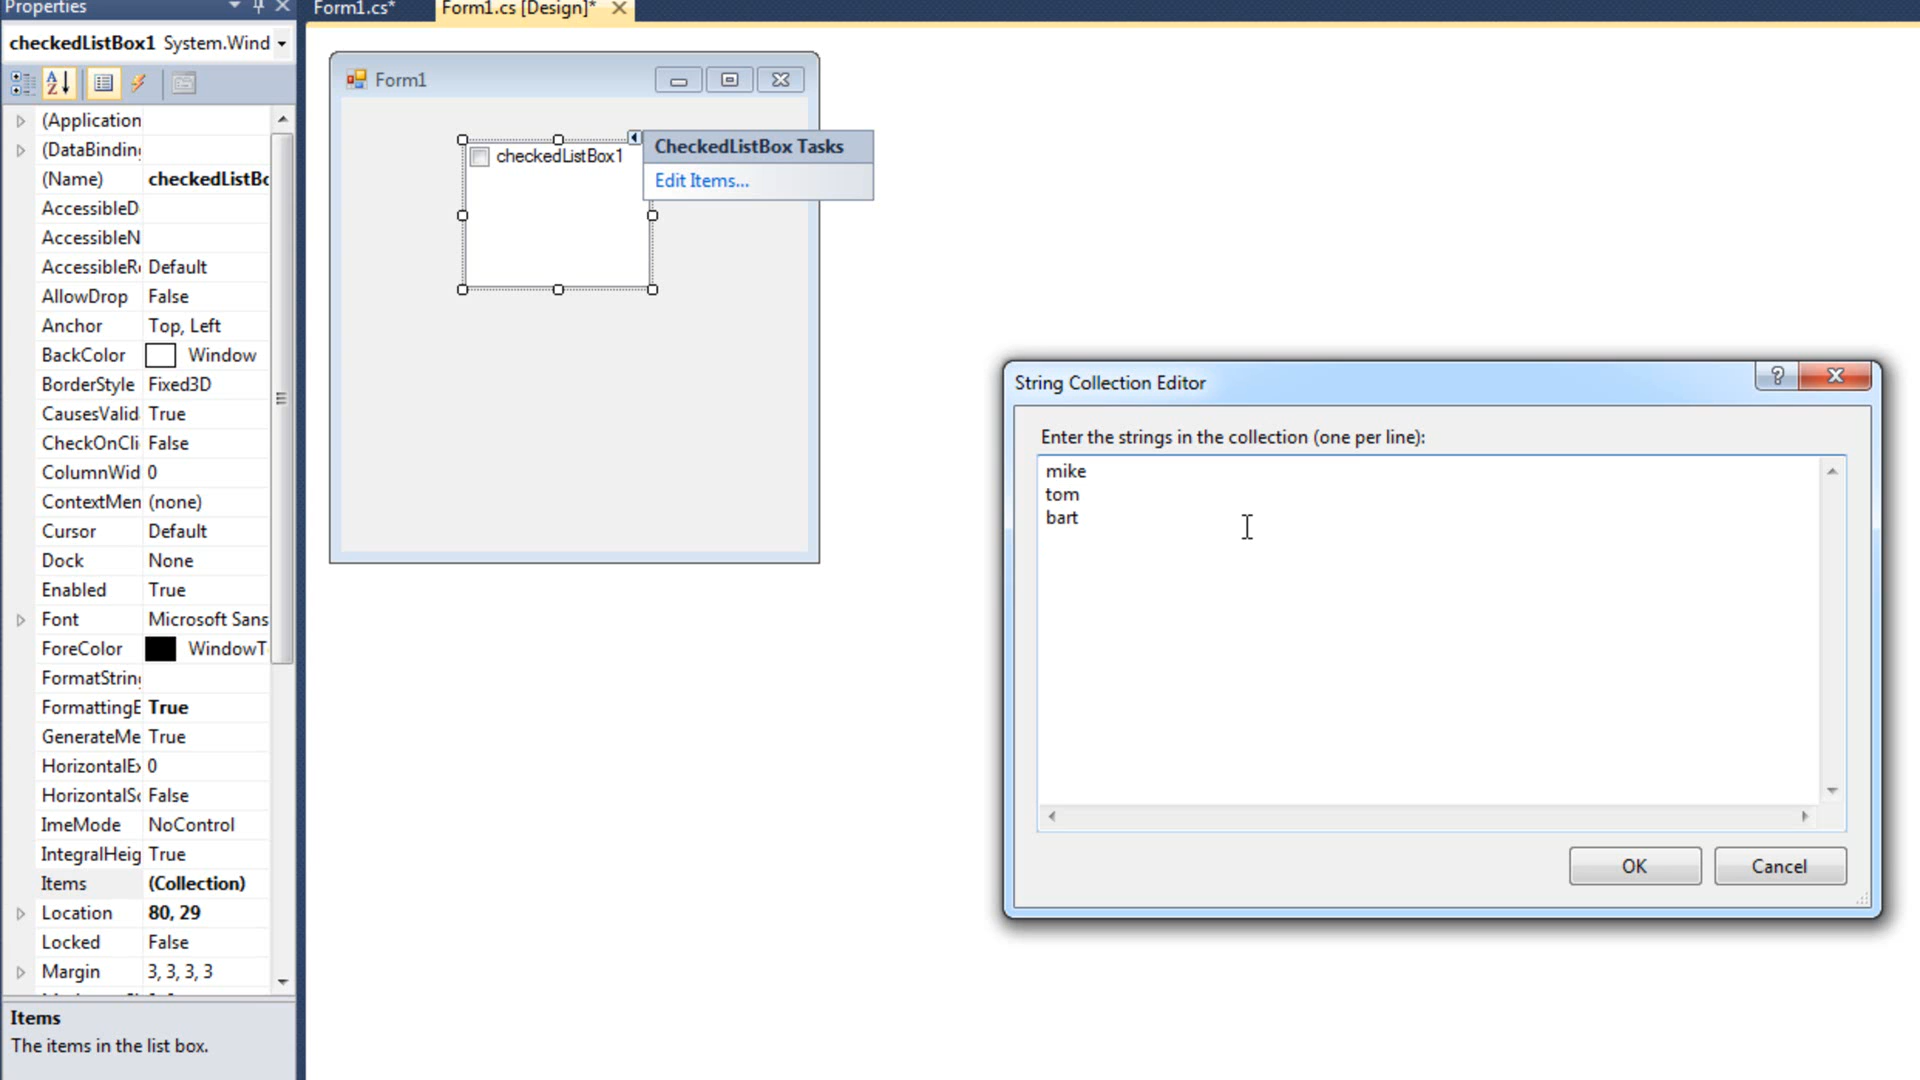 Properties
checkedListBox1 System.Wind
(Application
(DataBinding
(Name) checkedListBo
AccessibleD
AccessibleN
AccessibleR Default
AllowDrop False
Anchor Top, Left
BackColor Window
BorderStyle Fixed3D
CausesValid True
CheckOnCli False
ColumnWid 0
ContextMen (none)
Cursor Default
Dock None
Enabled True
Font Microsoft Sans
ForeColor WindowT
FormatString
FormattingE True
GenerateMe True
HorizontalEx 0
HorizontalSc False
ImeMode NoControl
IntegralHeig True
Items (Collection)
Location 80, 29
Locked False
Margin 3, 3, 3, 3
Items
The items in the list box.
Form1.cs* Form1.cs [Design]*
Form1
checkedListBox1
CheckedListBox Tasks
Edit Items...
String Collection Editor
Enter the strings in the collection (one per line):
mike
tom
bart
OK Cancel